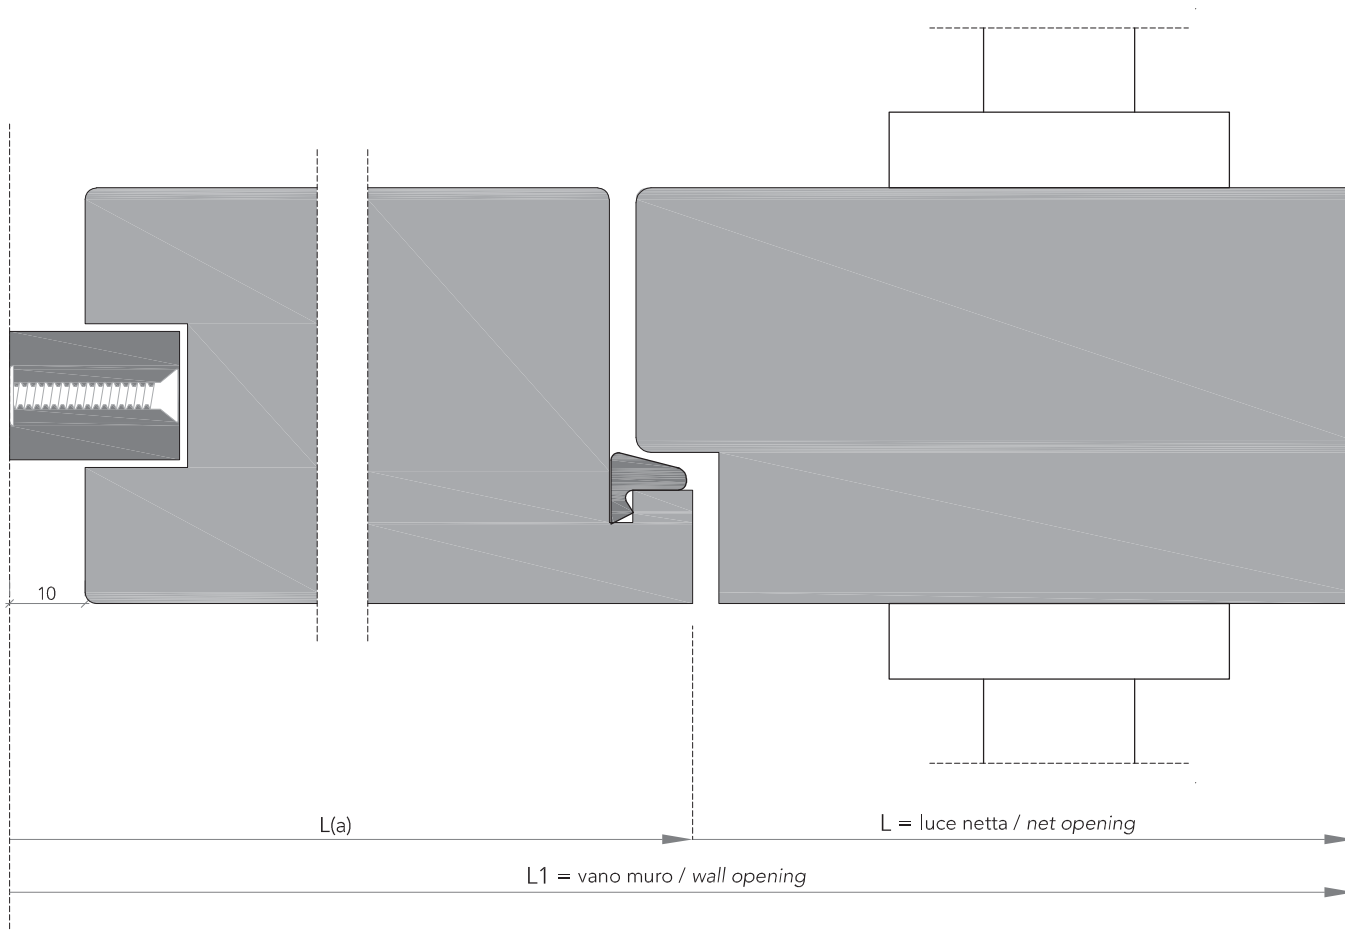 10
L(a)
L = luce netta / net opening
L1 = vano muro / wall opening